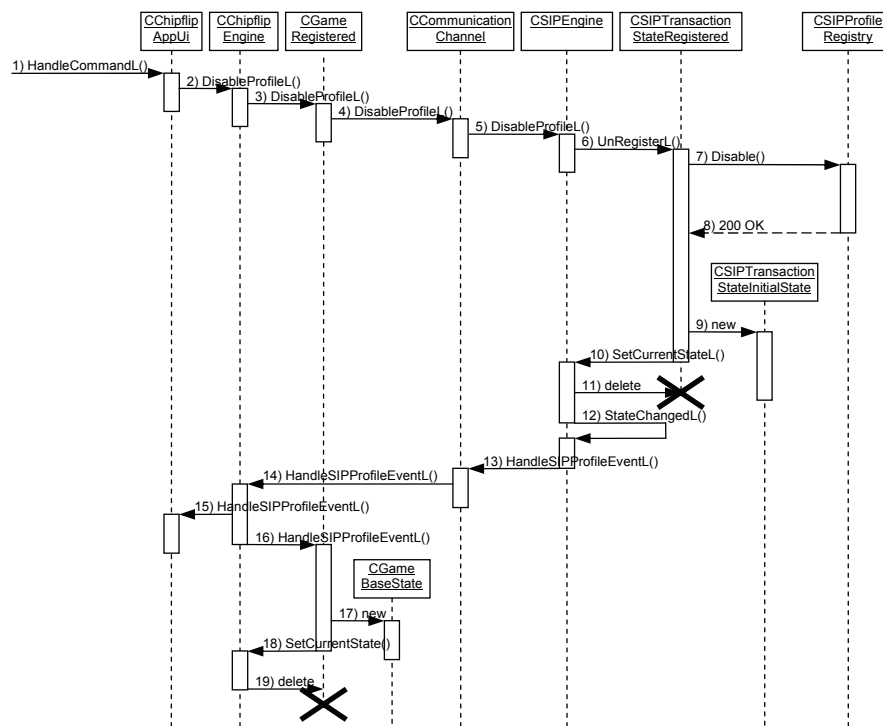 CChipflip
AppUi
CChipflip
Engine
CGame
Registered
CCommunication
Channel
CSIPEngine
CSIPTransaction
StateRegistered
CSIPProfile
Registry
1) HandleCommandL()
2) DisableProfileL()
3) DisableProfileL()
4) DisableProfileL()
5) DisableProfileL()
6) UnRegisterL()
7) Disable()
8) 200 OK
CSIPTransaction
StateInitialState
9) new
10) SetCurrentStateL()
11) delete
12) StateChangedL()
13) HandleSIPProfileEventL()
14) HandleSIPProfileEventL()
15) HandleSIPProfileEventL()
16) HandleSIPProfileEventL()
CGame
BaseState
17) new
18) SetCurrentState()
19) delete